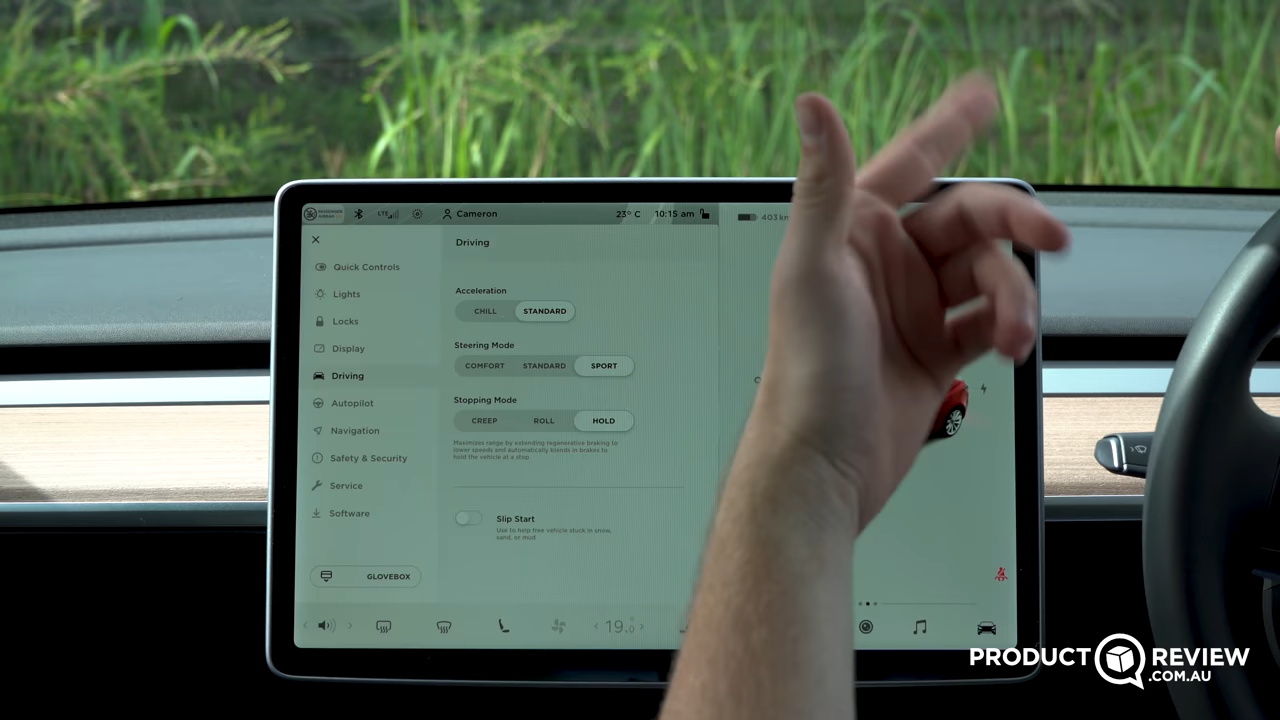 LTE
Cameron
23° C
10:15 am
403 km
Driving
Quick Controls
Lights
Locks
Display
Driving
Autopilot
Navigation
Safety & Security
Service
Software
GLOVEBOX
Acceleration
CHILL STANDARD
Steering Mode
COMFORT STANDARD SPORT
Stopping Mode
CREEP ROLL HOLD
Maximizes range by extending regenerative braking to
lower speeds and automatically blends in brakes to
hold the vehicle at a stop
Slip Start
Use to help free vehicle stuck in snow,
sand, or mud
19.0
PRODUCT REVIEW
.COM.AU